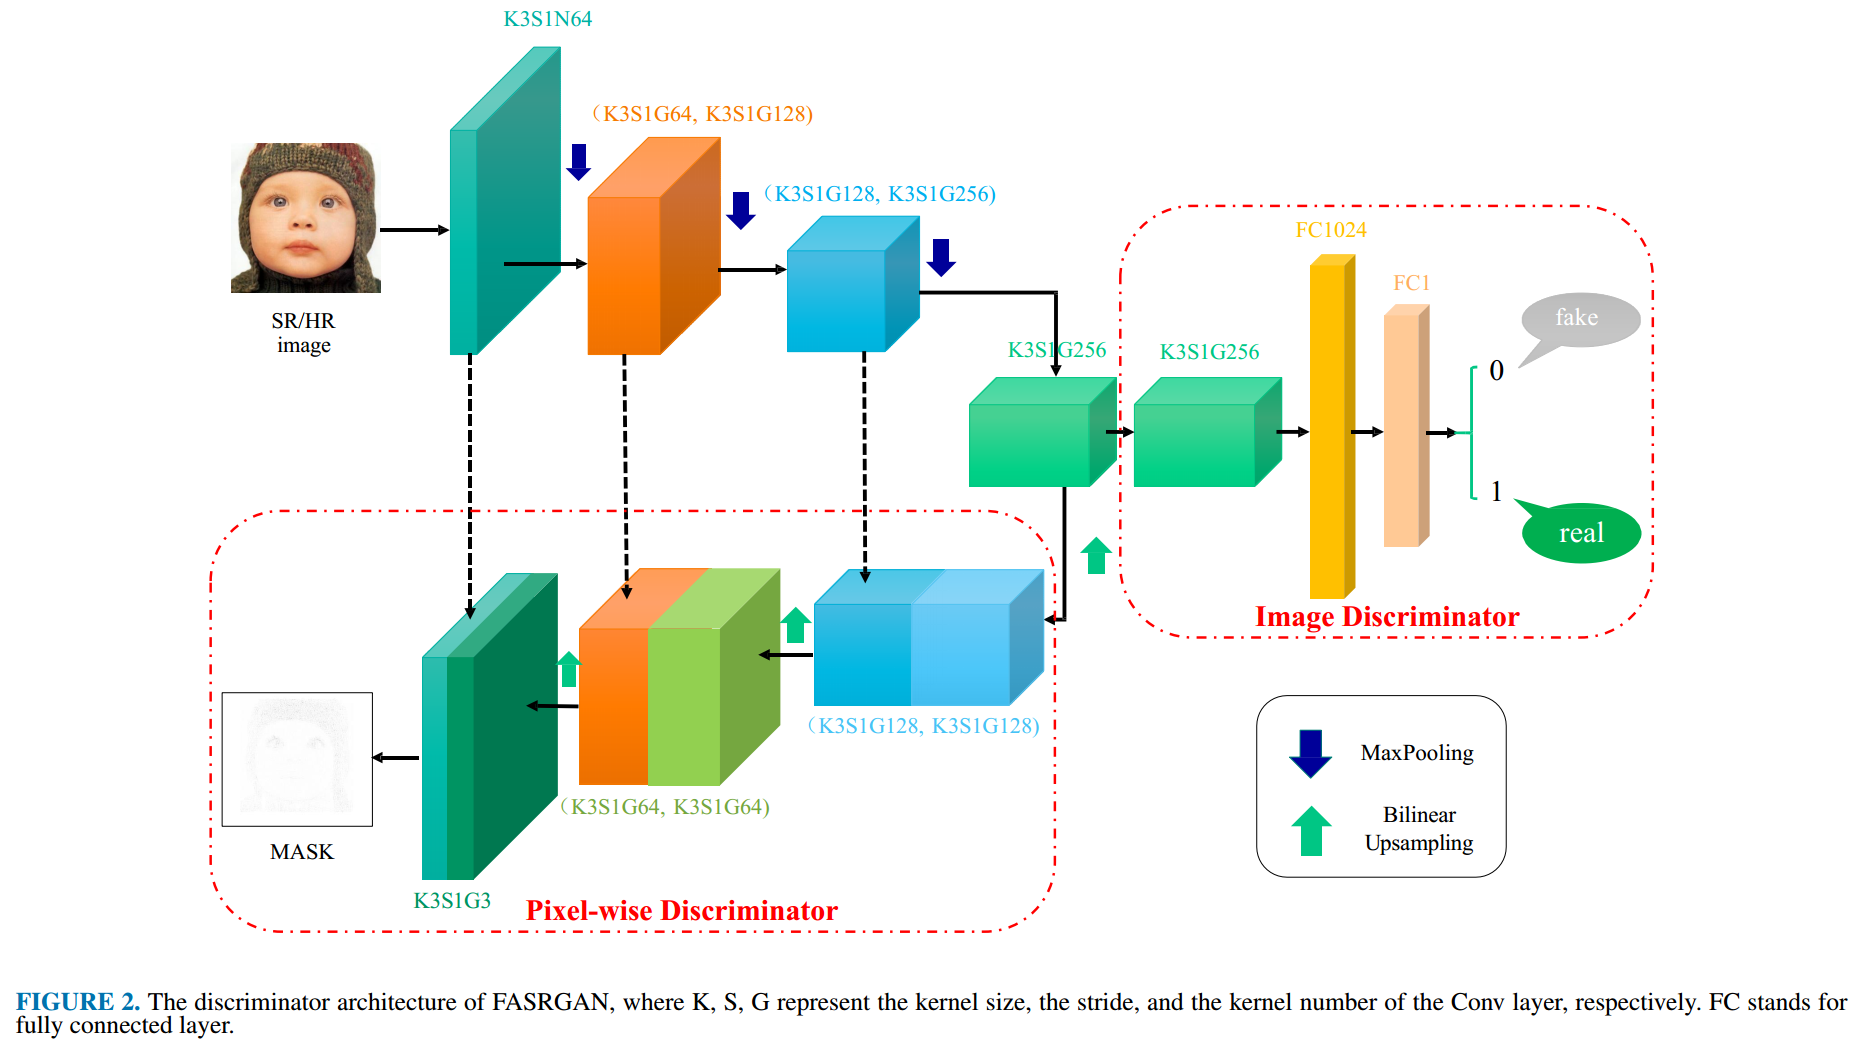 K3S1N64
(K3S1G64, K3S1G128)
(K3S1G128, K3S1G256)
SR/HR
image
K3S1G256
K3S1G256
FC1024
FC1
fake
0
1
real
Image Discriminator
(K3S1G128, K3S1G128)
(K3S1G64, K3S1G64)
K3S1G3
MASK
Pixel-wise Discriminator
MaxPooling
Bilinear
Upsampling
FIGURE 2. The discriminator architecture of FASRGAN, where K, S, G represent the kernel size, the stride, and the kernel number of the Conv layer, respectively. FC stands for
fully connected layer.